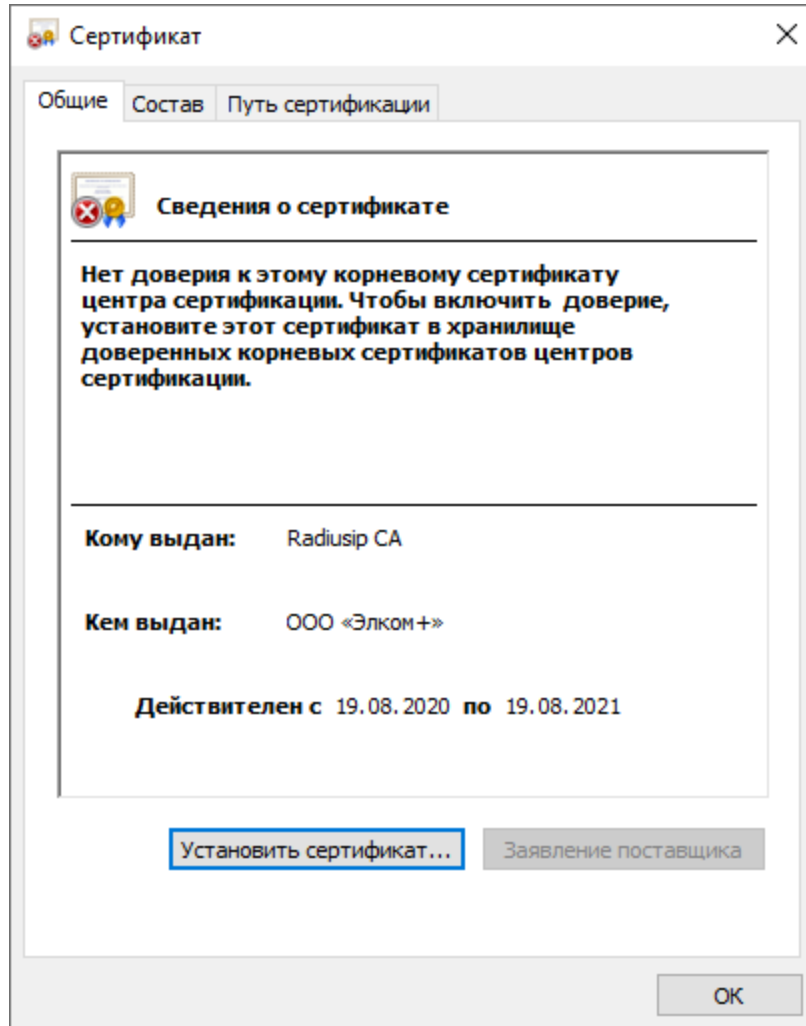 Сертификат
Общие Состав Путь сертификации
Сведения о сертификате
Нет доверия к этому корневому сертификату
центра сертификации. Чтобы включить доверие,
установите этот сертификат в хранилище
доверенных корневых сертификатов центров
сертификации.
Кому выдан: Radiusip CA
Кем выдан: ООО «Элком+»
Действителен с 19.08.2020 по 19.08.2021
Установить сертификат... Заявление поставщика
ОК